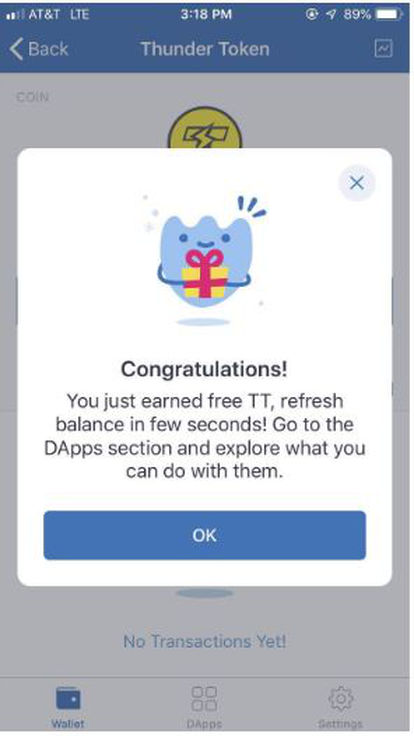 AT&T LTE 3:18 PM 89%
Back Thunder Token
COIN
Congratulations!
You just earned free TT, refresh
balance in few seconds! Go to the
DApps section and explore what you
can do with them.
OK
No Transactions Yet!
Wallet DApps Settings